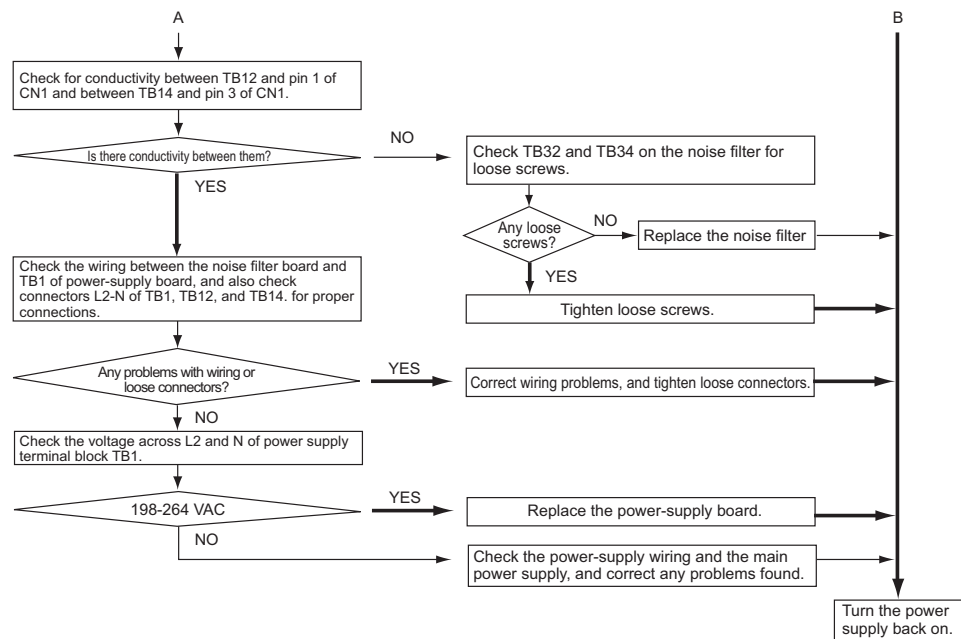 A
B
Check for conductivity between TB12 and pin 1 of
CN1 and between TB14 and pin 3 of CN1.
Is there conductivity between them?
NO
YES
Check TB32 and TB34 on the noise filter for
loose screws.
Any loose
screws?
NO
Replace the noise filter
YES
Tighten loose screws.
Check the wiring between the noise filter board and
TB1 of power-supply board, and also check
connectors L2-N of TB1, TB12, and TB14. for proper
connections.
Any problems with wiring or
loose connectors?
YES
Correct wiring problems, and tighten loose connectors.
NO
Check the voltage across L2 and N of power supply
terminal block TB1.
198-264 VAC
YES
Replace the power-supply board.
NO
Check the power-supply wiring and the main
power supply, and correct any problems found.
Turn the power
supply back on.